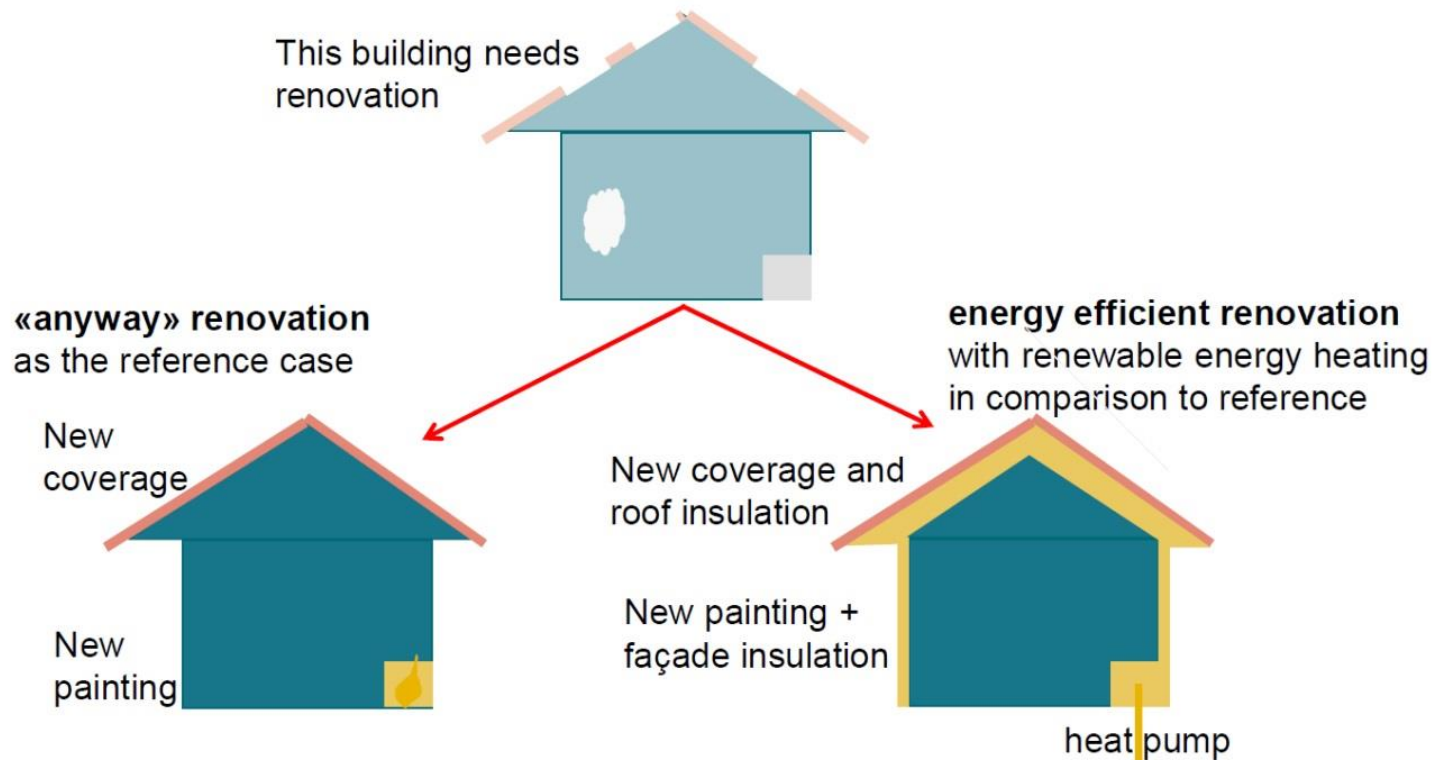 This building needs
renovation
«anyway» renovation
as the reference case
energy efficient renovation
with renewable energy heating
in comparison to reference
New
coverage
New
painting
New coverage and
roof insulation
New painting +
façade insulation
heat pump